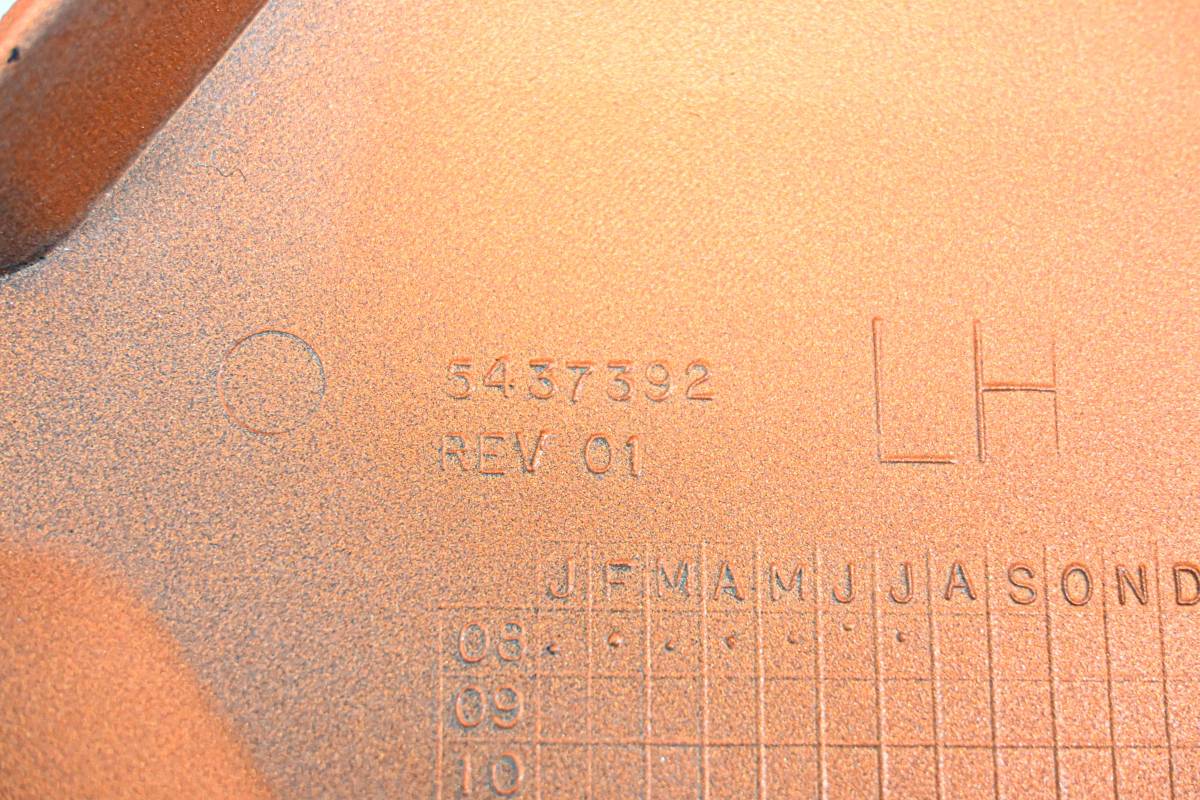 5437392
REV 01
LH
J F M A M J J A S O N D
08
09
10